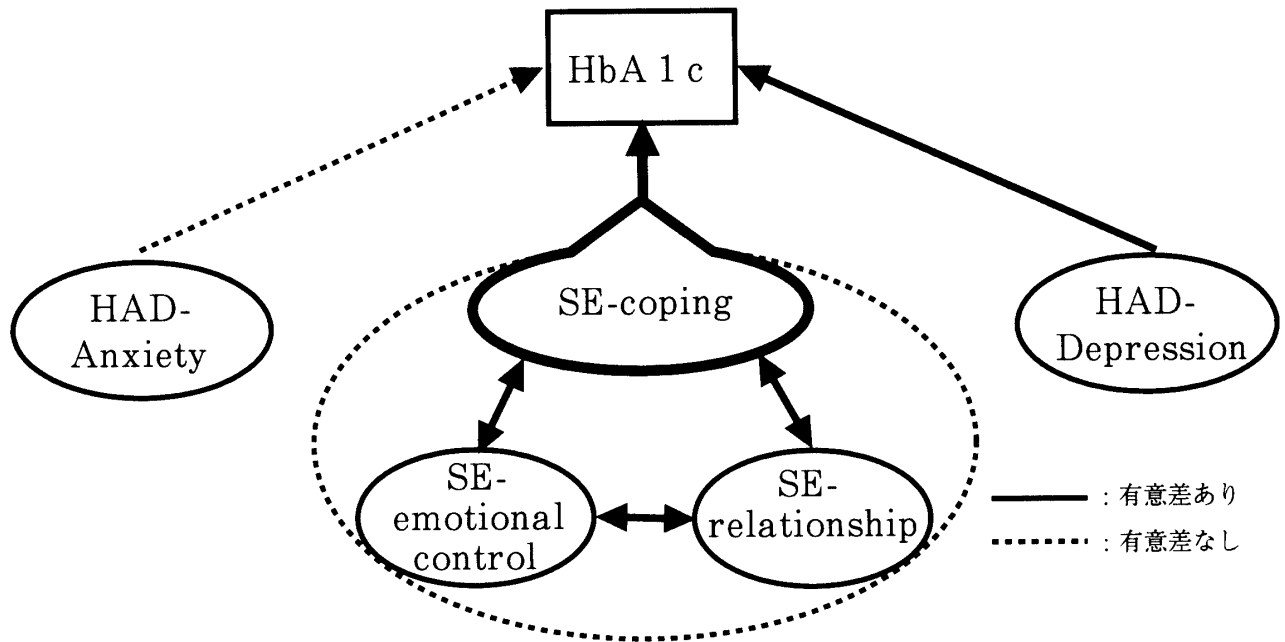 HbA 1 c
HAD-
Anxiety
SE-coping
HAD-
Depression
SE-
emotional
control
SE-
relationship
: 有意差あり
: 有意差なし